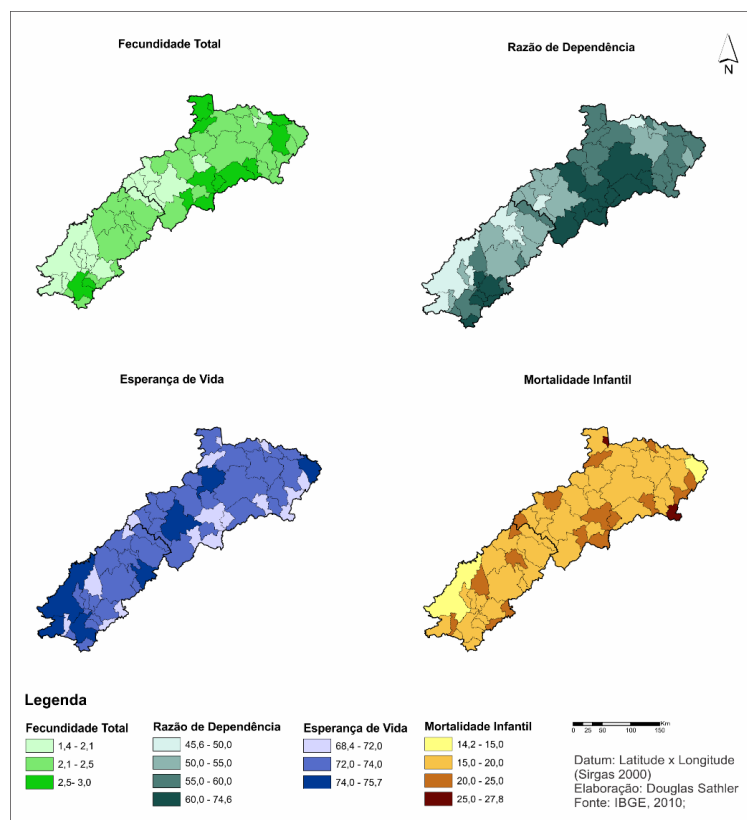 Fecundidade Total
Razão de Dependência
N
Esperança de Vida
Mortalidade Infantil
Legenda
Fecundidade Total
1,4 - 2,1
2,1 - 2,5
2,5- 3,0
Razão de Dependência
45,6 - 50,0
50,0 - 55,0
55,0 - 60,0
60,0 - 74,6
Esperança de Vida
68,4 - 72,0
72,0 - 74,0
74,0 - 75,7
Mortalidade Infantil
14,2 - 15,0
15,0 - 20,0
20,0 - 25,0
25,0 - 27,8
Km
0 25 50 100 150
Datum: Latitude x Longitude
(Sirgas 2000)
Elaboração: Douglas Sathler
Fonte: IBGE, 2010;